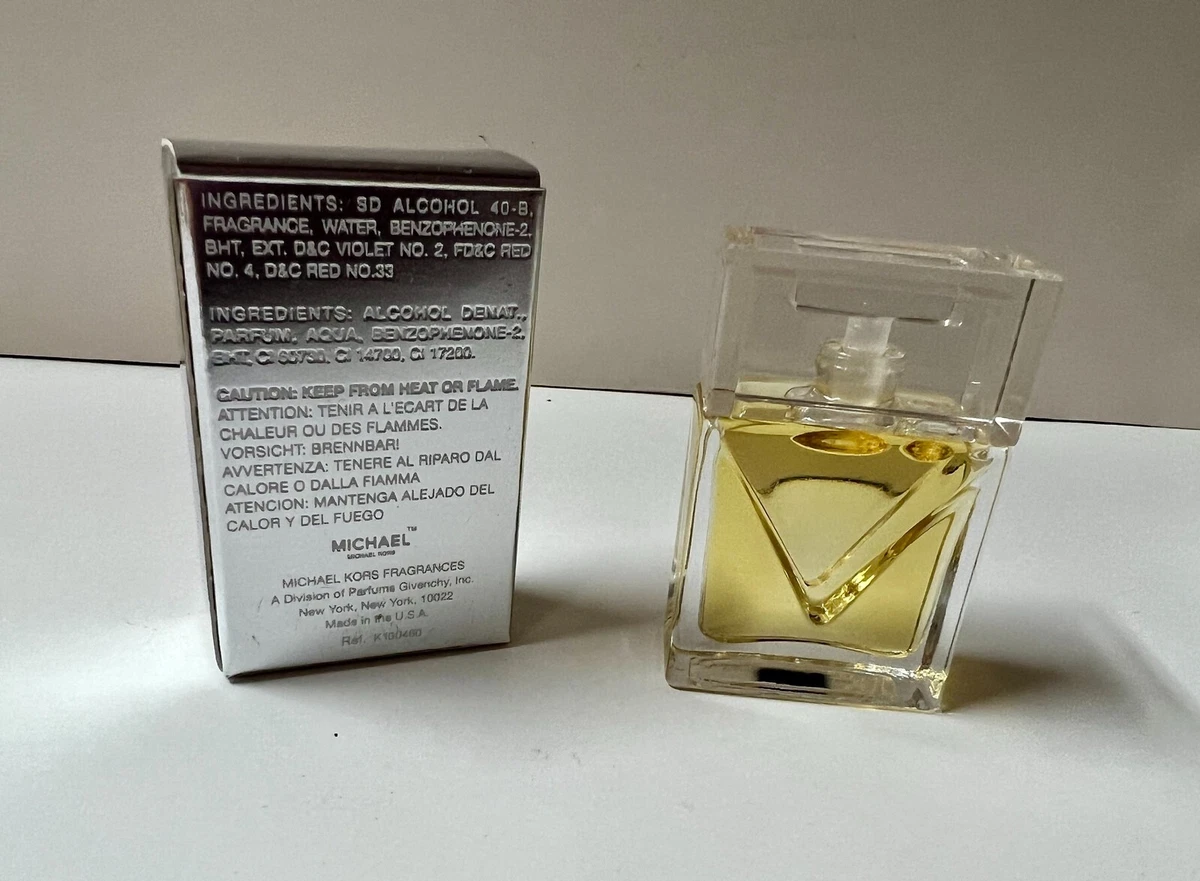 INGREDIENTS: SD ALCOHOL 40-B,
FRAGRANCE, WATER, BENZOPHENONE-2,
BHT, EXT. D&C VIOLET NO. 2, FD&C RED
NO. 4, D&C RED NO.33
INGREDIENTS: ALCOHOL DENAT.,
PARFUM, AQUA, BENZOPHENONE-2,
BHT, CI 60730, CI 14700, CI 17200.
CAUTION: KEEP FROM HEAT OR FLAME.
ATTENTION: TENIR A L'ECART DE LA
CHALEUR OU DES FLAMMES.
VORSICHT: BRENNBAR!
AVVERTENZA: TENERE AL RIPARO DAL
CALORE O DALLA FIAMMA
ATENCION: MANTENGA ALEJADO DEL
CALOR Y DEL FUEGO
MICHAEL™
MICHAEL KORS
MICHAEL KORS FRAGRANCES
A Division of Parfums Givenchy, Inc.
New York, New York, 10022
Made in the U.S.A.
Ref. K100460